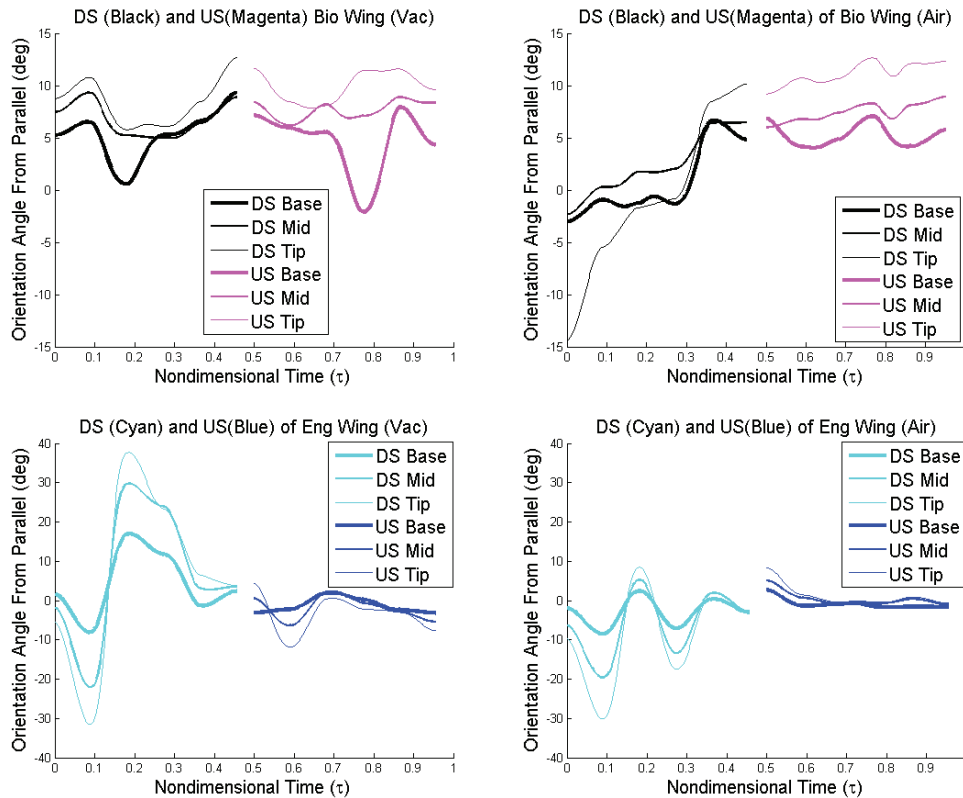 DS (Black) and US(Magenta) Bio Wing (Vac)
Orientation Angle From Parallel (deg)
15
10
5
0
-5
-10
-15
DS Base
DS Mid
DS Tip
US Base
US Mid
US Tip
0 0.1 0.2 0.3 0.4 0.5 0.6 0.7 0.8 0.9 1
Nondimensional Time (τ)
DS (Black) and US(Magenta) of Bio Wing (Air)
Orientation Angle From Parallel (deg)
15
10
5
0
-5
-10
-15
DS Base
DS Mid
DS Tip
US Base
US Mid
US Tip
0 0.1 0.2 0.3 0.4 0.5 0.6 0.7 0.8 0.9
Nondimensional Time (τ)
DS (Cyan) and US(Blue) of Eng Wing (Vac)
Orientation Angle From Parallel (deg)
40
30
20
10
0
-10
-20
-30
-40
DS Base
DS Mid
DS Tip
US Base
US Mid
US Tip
0 0.1 0.2 0.3 0.4 0.5 0.6 0.7 0.8 0.9 1
Nondimensional Time (τ)
DS (Cyan) and US(Blue) of Eng Wing (Air)
Orientation Angle From Parallel (deg)
40
30
20
10
0
-10
-20
-30
-40
DS Base
DS Mid
DS Tip
US Base
US Mid
US Tip
0 0.1 0.2 0.3 0.4 0.5 0.6 0.7 0.8 0.9
Nondimensional Time (τ)